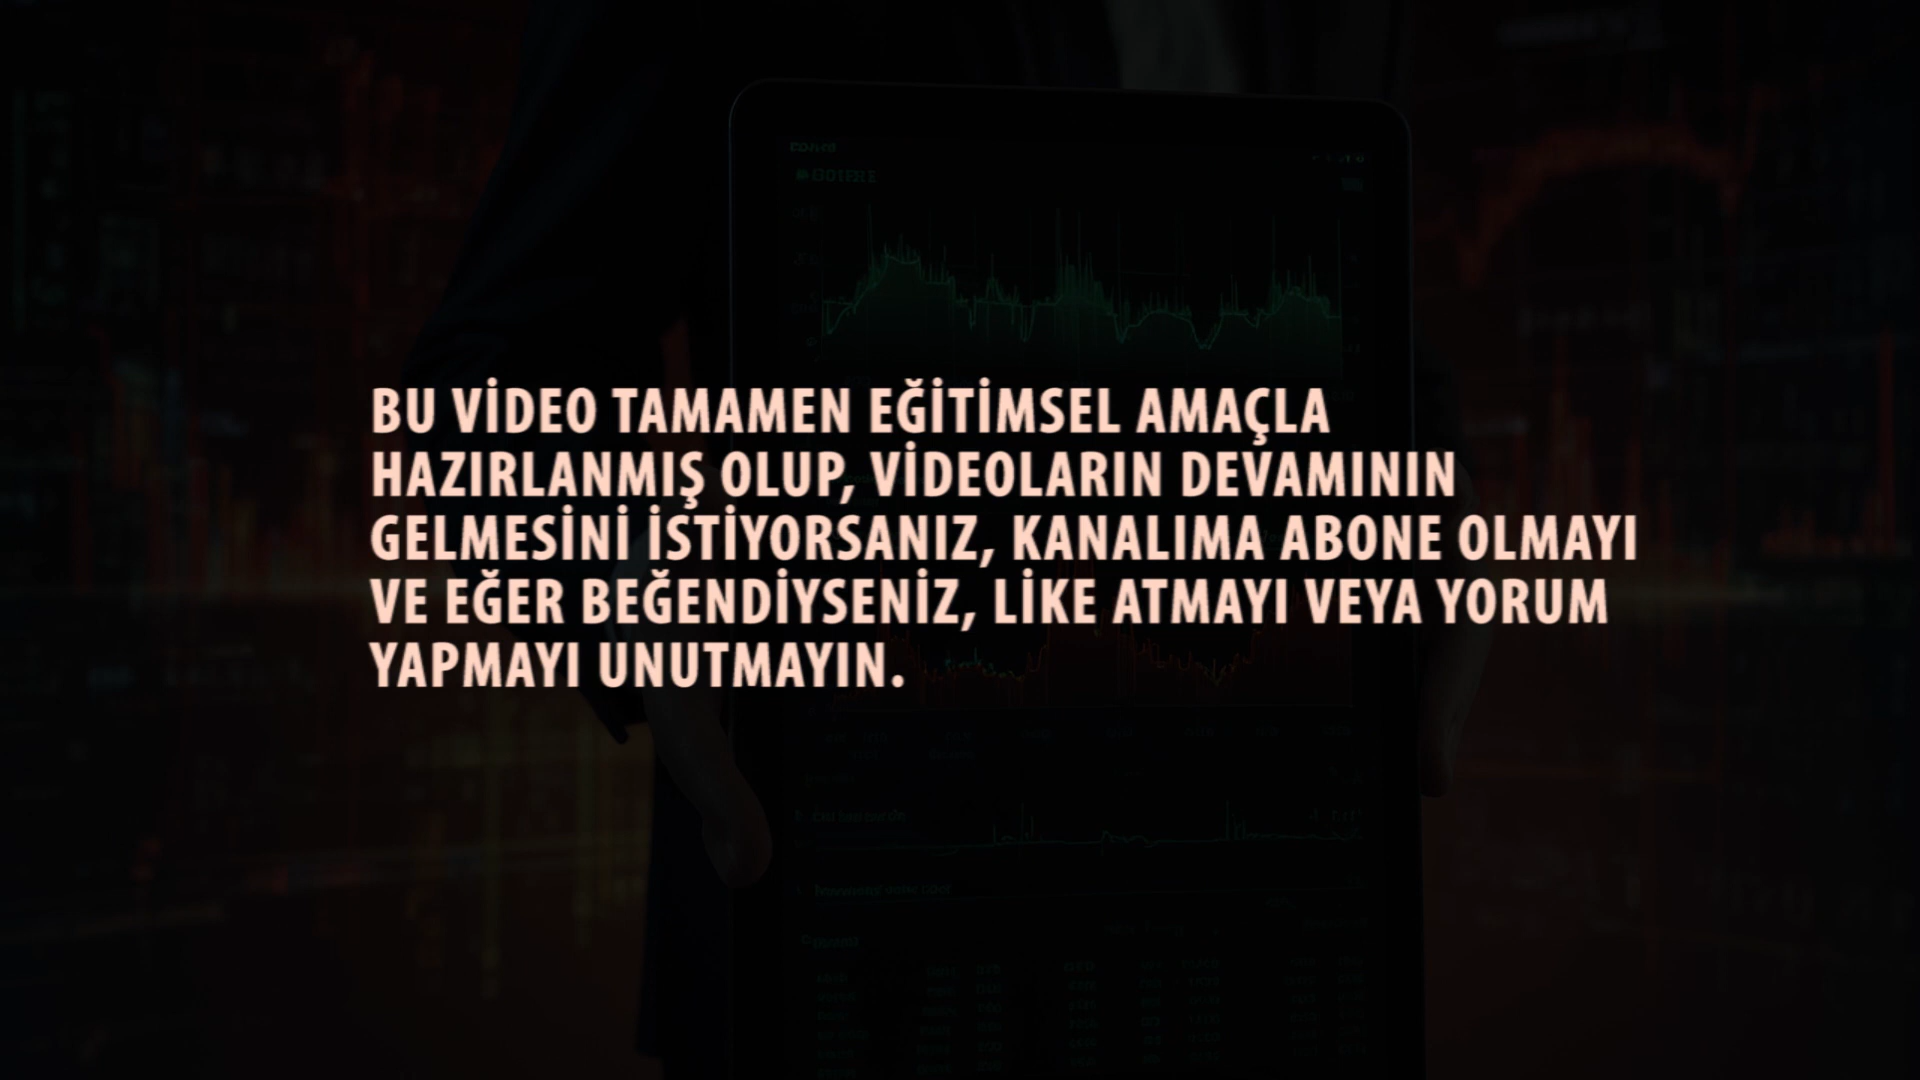 BU VİDEO TAMAMEN EĞİTİMSEL AMAÇLA
HAZIRLANMIŞ OLUP, VİDEOLARIN DEVAMININ
GELMESİNİ İSTİYORSANIZ, KANALIMA ABONE OLMAYI
VE EĞER BEĞENDİYSENİZ, LİKE ATMAYI VEYA YORUM
YAPMAYI UNUTMAYIN.